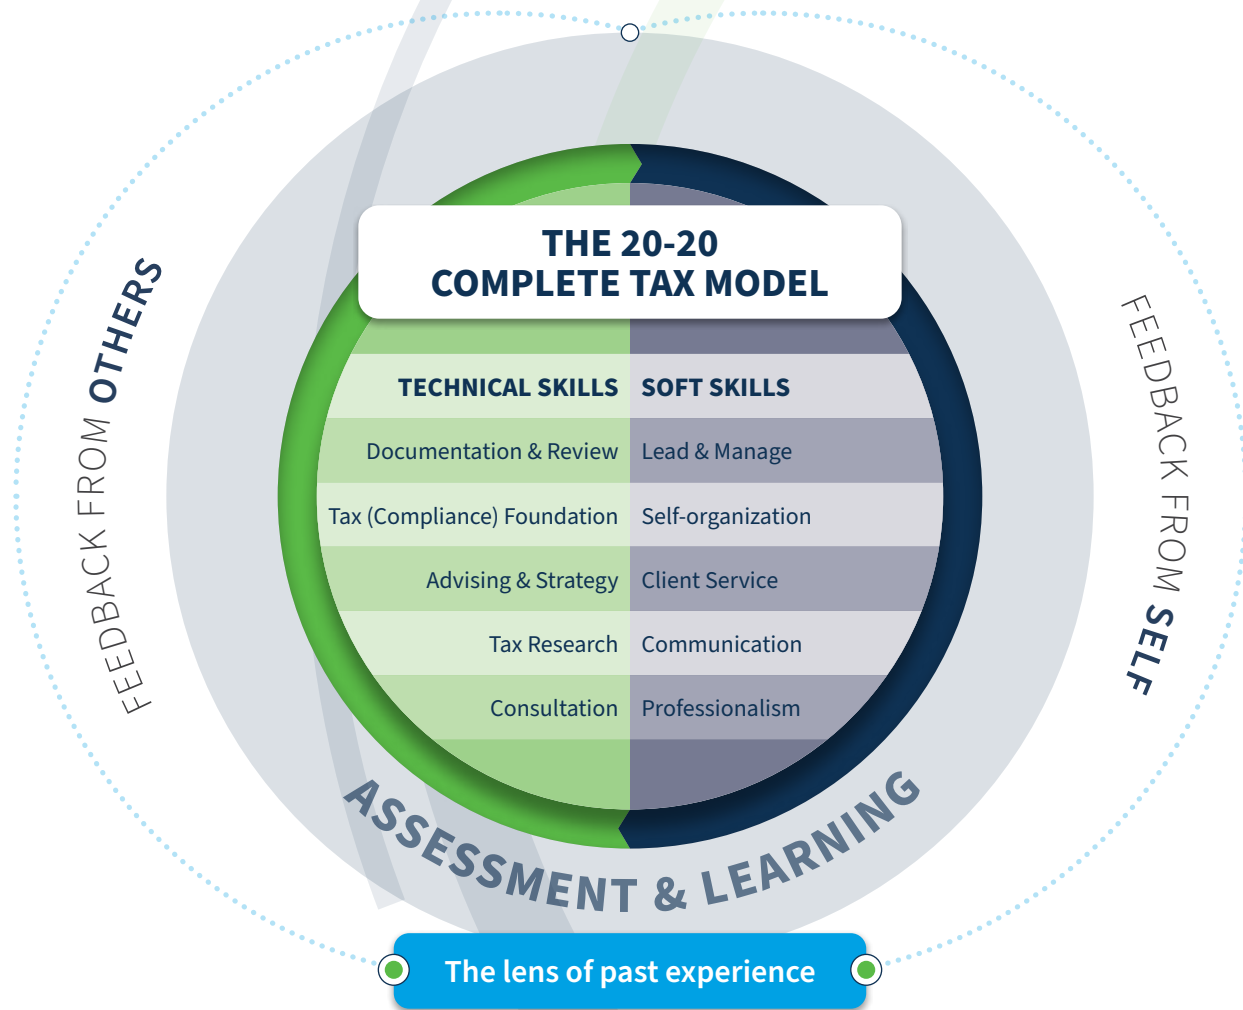 THE 20-20
COMPLETE TAX MODEL
TECHNICAL SKILLS
SOFT SKILLS
Documentation & Review
Lead & Manage
Tax (Compliance) Foundation
Self-organization
Advising & Strategy
Client Service
Tax Research
Communication
Consultation
Professionalism
FEEDBACK FROM OTHERS
FEEDBACK FROM SELF
ASSESSMENT & LEARNING
The lens of past experience